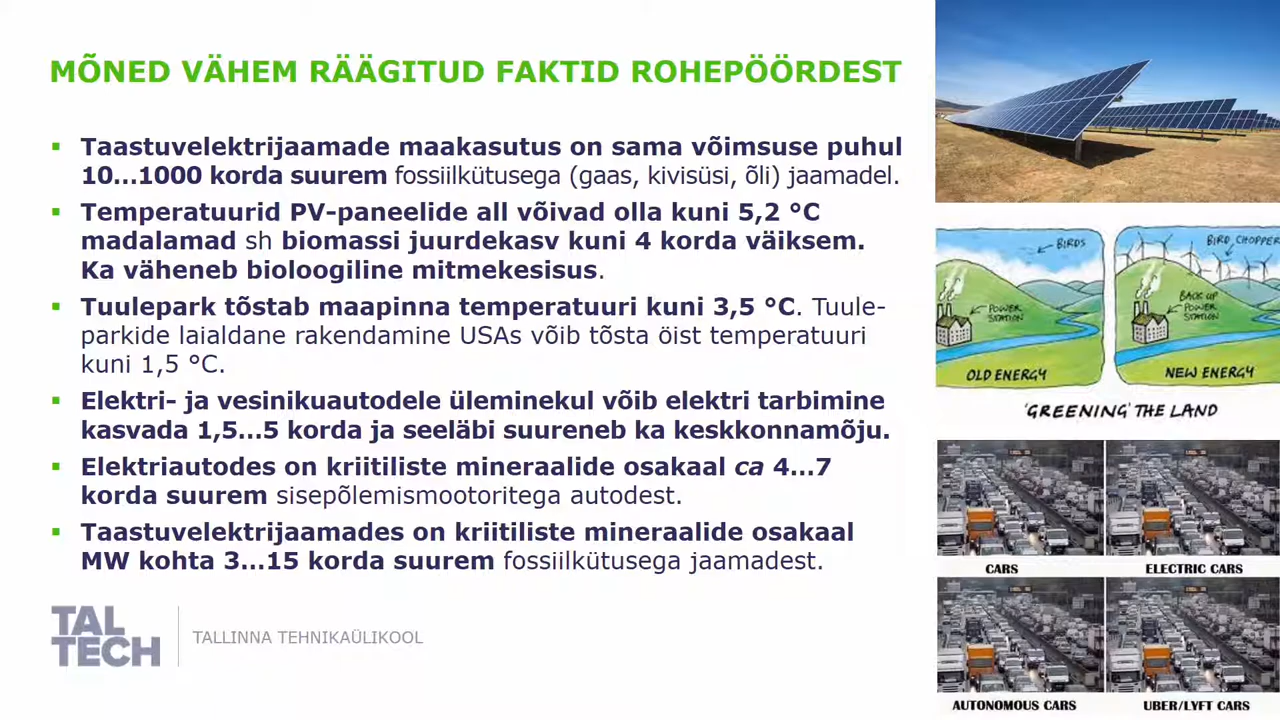 MÕNED VÄHEM RÄÄGITUD FAKTID ROHEPÖÖRDEST
▪ Taastuvelektrijaamade maakasutus on sama võimsuse puhul
10…1000 korda suurem fossiilkütusega (gaas, kivisüsi, õli) jaamadel.
▪ Temperatuurid PV-paneelide all võivad olla kuni 5,2 °C
madalamad sh biomassi juurdekasv kuni 4 korda väiksem.
Ka väheneb bioloogiline mitmekesisus.
▪ Tuulepark tõstab maapinna temperatuuri kuni 3,5 °C. Tuule-
parkide laialdane rakendamine USAs võib tõsta öist temperatuuri
kuni 1,5 °C.
▪ Elektri- ja vesinikuautodele üleminekul võib elektri tarbimine
kasvada 1,5…5 korda ja seeläbi suureneb ka keskkonnamõju.
▪ Elektriautodes on kriitiliste mineraalide osakaal ca 4…7
korda suurem sisepõlemismootoritega autodest.
▪ Taastuvelektrijaamades on kriitiliste mineraalide osakaal
MW kohta 3…15 korda suurem fossiilkütusega jaamadest.
TAL
TECH
TALLINNA TEHNIKAÜLIKOOL
BIRDS
POWER
STATION
OLD ENERGY
BIRD CHOPPER
BACK UP
POWER
STATION
NEW ENERGY
'GREENING' THE LAND
CARS
ELECTRIC CARS
AUTONOMOUS CARS
UBER/LYFT CARS